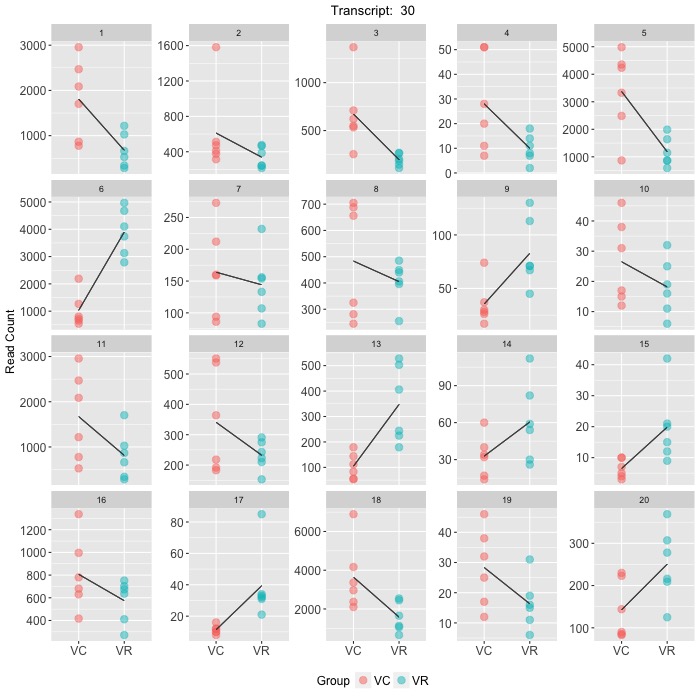 Transcript: 30
1 2 3 4 5
3000 2000 1000
1600 1200 800 400
1000 500
50 40 30 20 10 0
5000 4000 3000 2000 1000
6 7 8 9 10
5000 4000 3000 2000 1000
250 200 150 100
700 600 500 400 300
100 50
40 30 20 10
Read Count
11 12 13 14 15
3000 2000 1000
500 400 300 200
500 400 300 200 100
90 60 30
40 30 20 10
16 17 18 19 20
1200 1000 800 600 400
80 60 40 20
6000 4000 2000
40 30 20 10
300 200 100
VC VR VC VR VC VR VC VR VC VR
Group VC VR